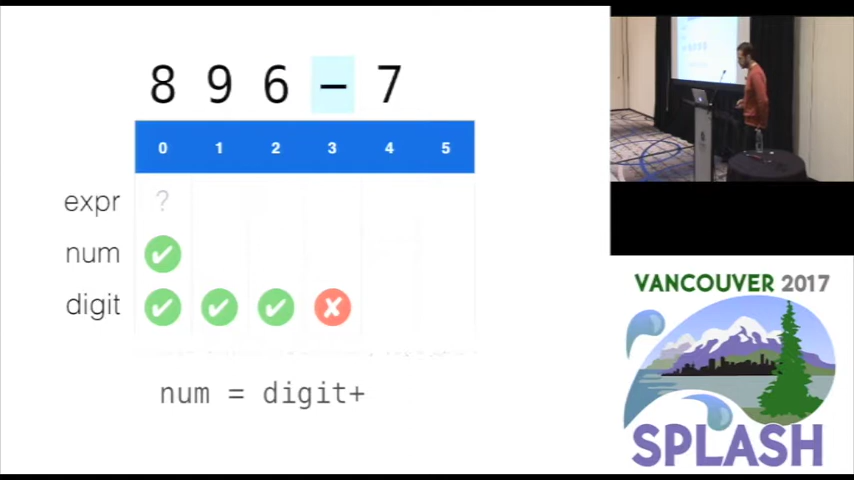 8 9 6 – 7
0 1 2 3 4 5
expr ?
num
digit
num = digit+
VANCOUVER 2017
SPLASH